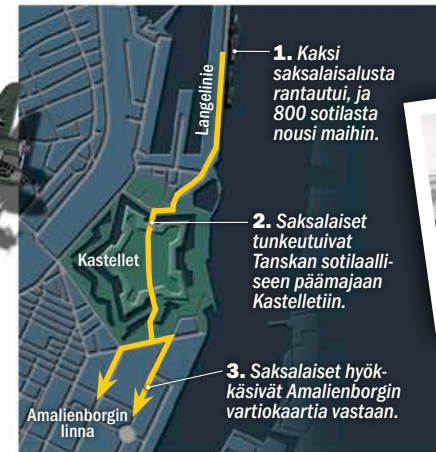 1. Kaksi
saksalaisalusta
rantautui, ja
800 sotilasta
nousi maihin.
Langelinie
2. Saksalaiset
tunkeutuivat
Tanskan sotilaalli-
seen päämajaan
Kastelletiin.
Kastellet
3. Saksalaiset hyök-
käsivät Amalienborgin
vartiokaartia vastaan.
Amalienborgin
linna